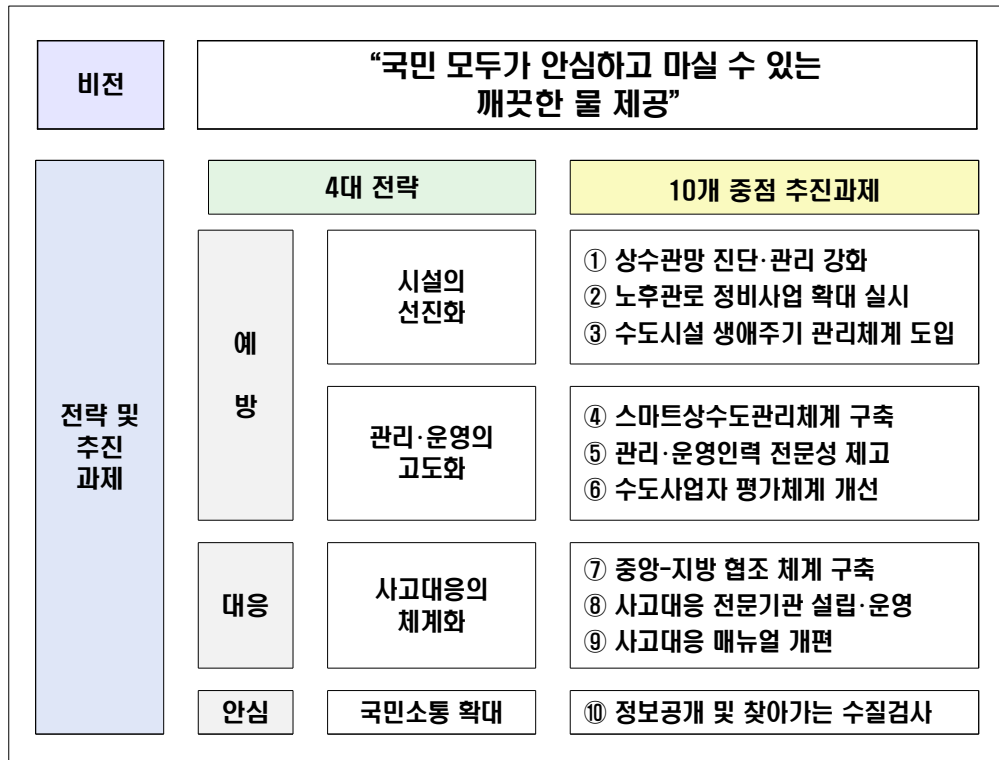 비전
“국민 모두가 안심하고 마실 수 있는
깨끗한 물 제공”
전략 및
추진
과제
4대 전략
10개 중점 추진과제
예
방
시설의
선진화
① 상수관망 진단·관리 강화
② 노후관로 정비사업 확대 실시
③ 수도시설 생애주기 관리체계 도입
관리·운영의
고도화
④ 스마트상수도관리체계 구축
⑤ 관리·운영인력 전문성 제고
⑥ 수도사업자 평가체계 개선
대응
사고대응의
체계화
⑦ 중앙-지방 협조 체계 구축
⑧ 사고대응 전문기관 설립·운영
⑨ 사고대응 매뉴얼 개편
안심
국민소통 확대
⑩ 정보공개 및 찾아가는 수질검사